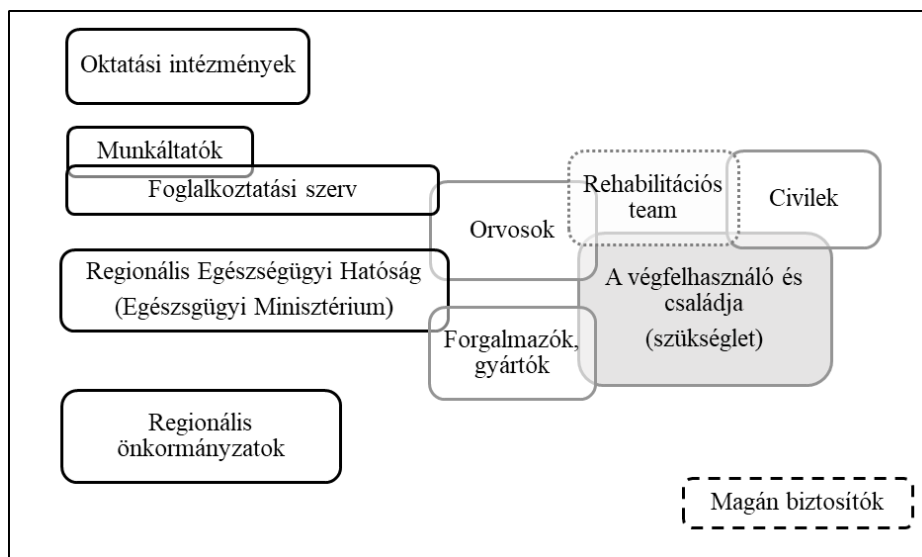 Oktatási intézmények
Munkáltatók
Foglalkoztatási szerv
Rehabilitációs
team
Civilek
Orvosok
Regionális Egészségügyi Hatóság
(Egészsgügyi Minisztérium)
A végfelhasználó és
családja
(szükséglet)
Forgalmazók,
gyártók
Regionális
önkormányzatok
Magán biztosítók